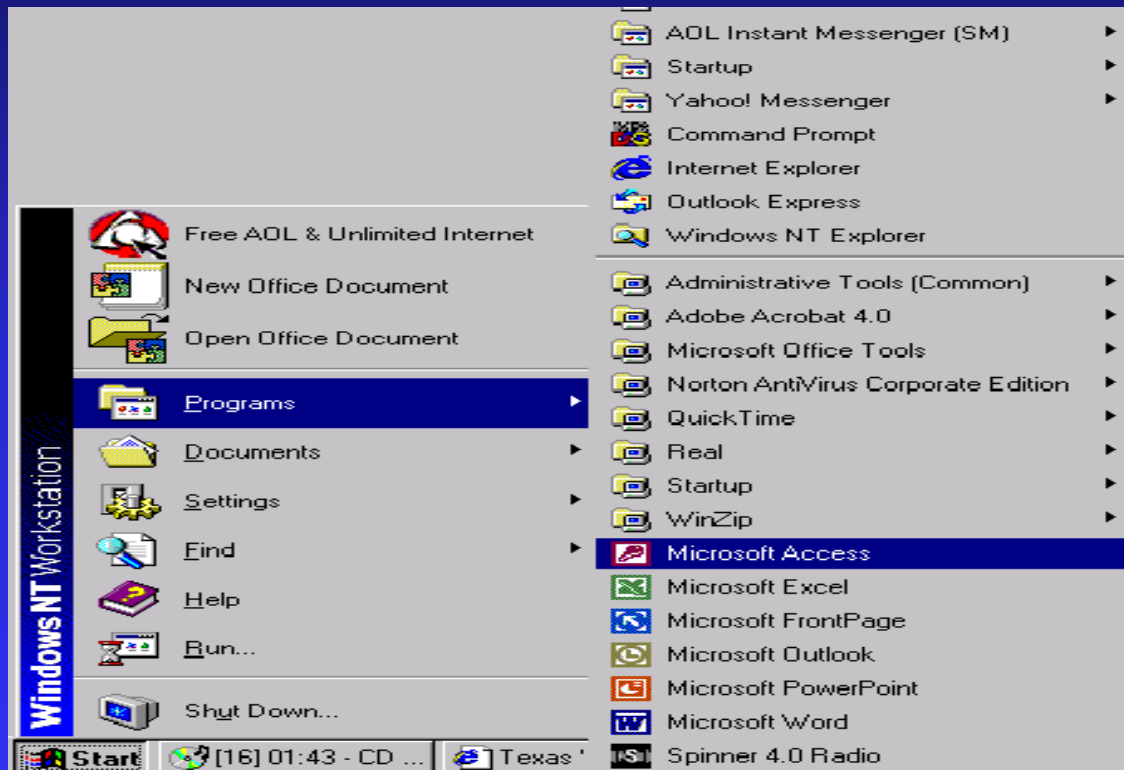 AOL Instant Messenger (SM)
Startup
Yahoo! Messenger
Command Prompt
Internet Explorer
Outlook Express
Windows NT Explorer
Administrative Tools (Common)
Adobe Acrobat 4.0
Microsoft Office Tools
Norton AntiVirus Corporate Edition
QuickTime
Real
Startup
WinZip
Microsoft Access
Microsoft Excel
Microsoft FrontPage
Microsoft Outlook
Microsoft PowerPoint
Microsoft Word
Spinner 4.0 Radio
Free AOL & Unlimited Internet
New Office Document
Open Office Document
Programs
Documents
Settings
Find
Help
Run...
Shut Down...
Windows NT Workstation
Start
[16] 01:43 - CD ...
Texas '